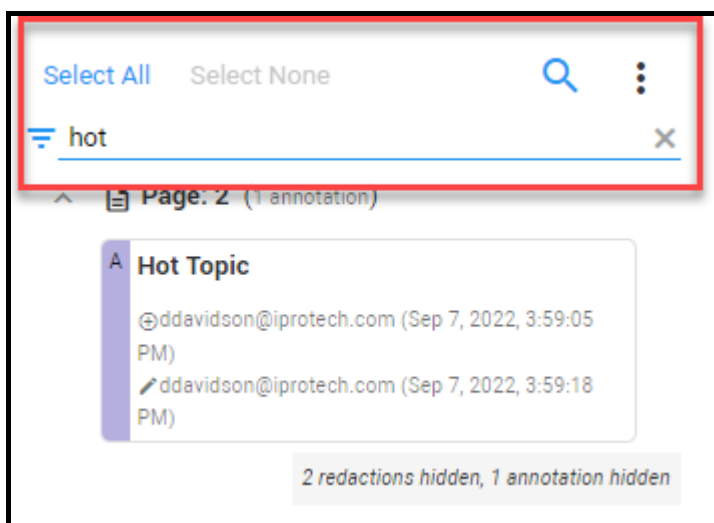 Select All Select None
hot
Page: 2 (1 annotation)
A Hot Topic
ddavidson@iprotech.com (Sep 7, 2022, 3:59:05
PM)
ddavidson@iprotech.com (Sep 7, 2022, 3:59:18
PM)
2 redactions hidden, 1 annotation hidden